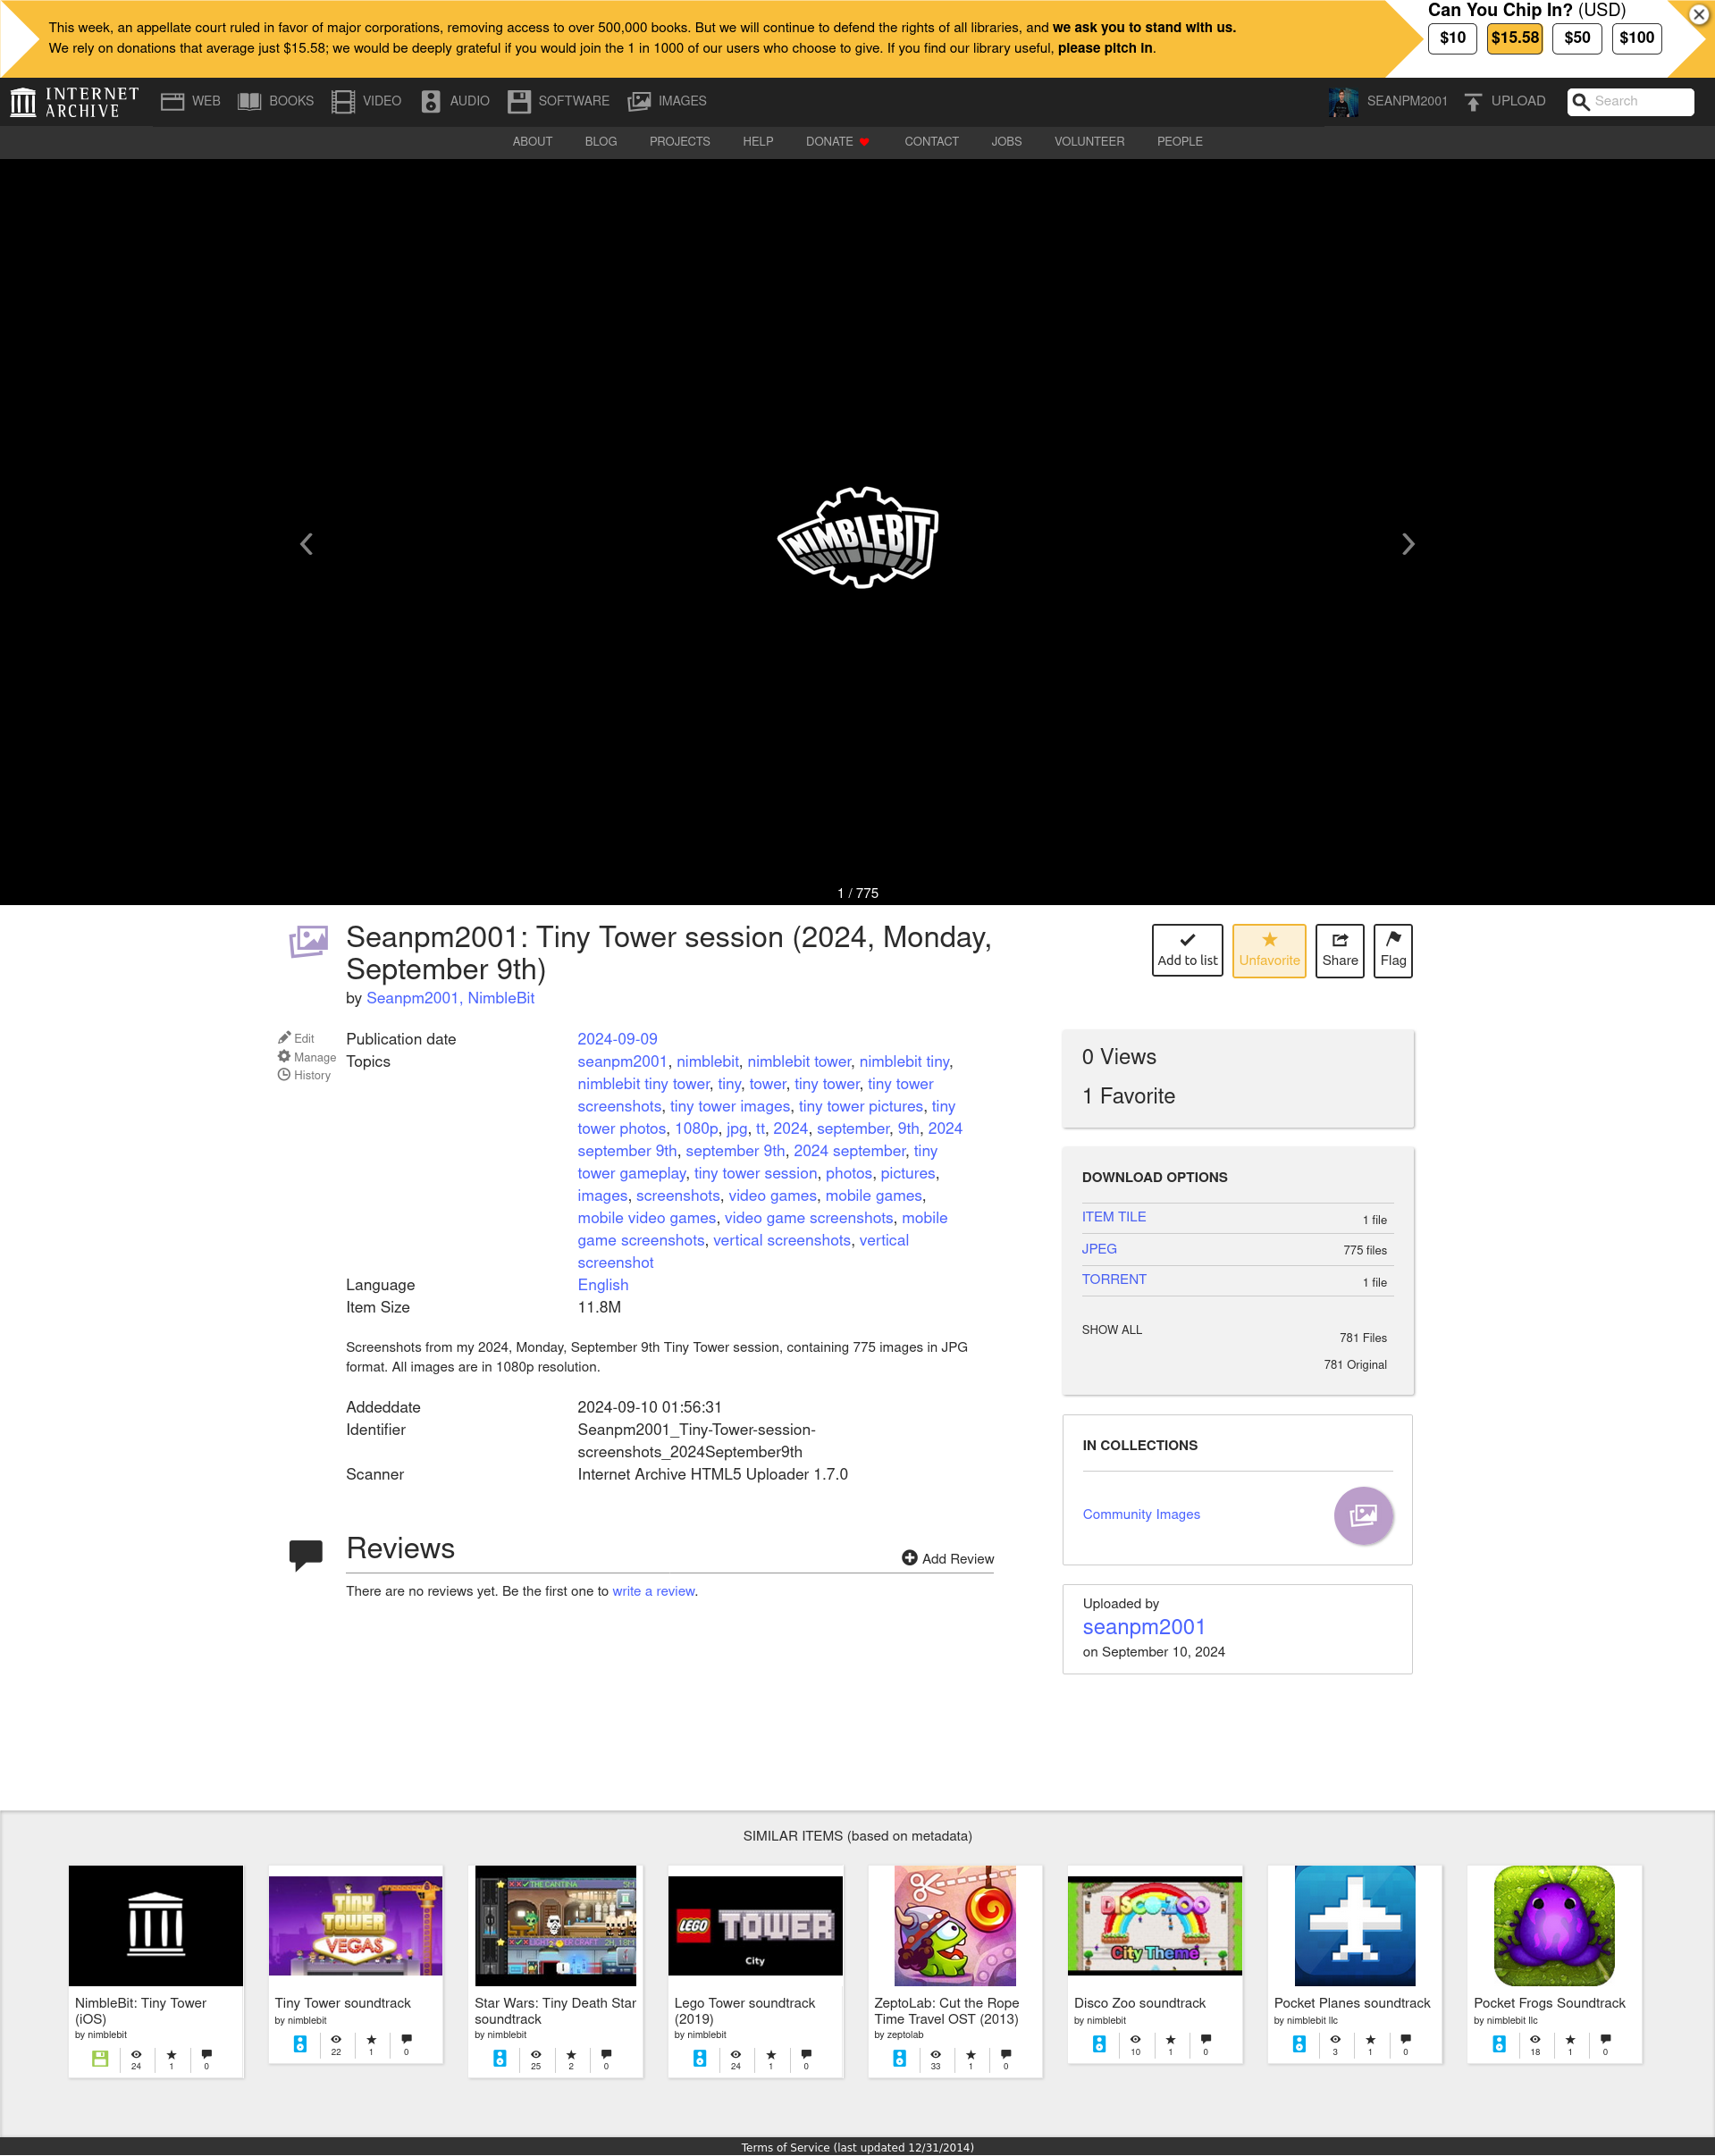 This week, an appellate court ruled in favor of major corporations, removing access to over 500,000 books. But we will continue to defend the rights of all libraries, and we ask you to stand with us.
We rely on donations that average just $15.58; we would be deeply grateful if you would join the 1 in 1000 of our users who choose to give. If you find our library useful, please pitch in.
Can You Chip In? (USD)
$10 $15.58 $50 $100
INTERNET
ARCHIVE
WEB BOOKS VIDEO AUDIO SOFTWARE IMAGES SEANPM2001 UPLOAD Search
ABOUT BLOG PROJECTS HELP DONATE CONTACT JOBS VOLUNTEER PEOPLE
NIMBLEBIT
1 / 775
Seanpm2001: Tiny Tower session (2024, Monday,
September 9th)
by Seanpm2001, NimbleBit
Add to list Unfavorite Share Flag
Edit
Manage
History
Publication date 2024-09-09
Topics seanpm2001, nimblebit, nimblebit tower, nimblebit tiny,
nimblebit tiny tower, tiny, tower, tiny tower, tiny tower
screenshots, tiny tower images, tiny tower pictures, tiny
tower photos, 1080p, jpg, tt, 2024, september, 9th, 2024
september 9th, september 9th, 2024 september, tiny
tower gameplay, tiny tower session, photos, pictures,
images, screenshots, video games, mobile games,
mobile video games, video game screenshots, mobile
game screenshots, vertical screenshots, vertical
screenshot
Language English
Item Size 11.8M
Screenshots from my 2024, Monday, September 9th Tiny Tower session, containing 775 images in JPG
format. All images are in 1080p resolution.
Addeddate 2024-09-10 01:56:31
Identifier Seanpm2001_Tiny-Tower-session-
screenshots_2024September9th
Scanner Internet Archive HTML5 Uploader 1.7.0
Reviews
Add Review
There are no reviews yet. Be the first one to write a review.
0 Views
1 Favorite
DOWNLOAD OPTIONS
ITEM TILE 1 file
JPEG 775 files
TORRENT 1 file
SHOW ALL 781 Files
781 Original
IN COLLECTIONS
Community Images
Uploaded by
seanpm2001
on September 10, 2024
SIMILAR ITEMS (based on metadata)
NimbleBit: Tiny Tower
(iOS)
by nimblebit
24 1 0
TINY
TOWER
VEGAS
Tiny Tower soundtrack
by nimblebit
22 1 0
THE CANTINA
Star Wars: Tiny Death Star
soundtrack
by nimblebit
25 2 0
LEGO TOWER
City
Lego Tower soundtrack
(2019)
by nimblebit
24 1 0
ZeptoLab: Cut the Rope
Time Travel OST (2013)
by zeptolab
33 1 0
DISCO ZOO
City Theme
Disco Zoo soundtrack
by nimblebit
10 1 0
Pocket Planes soundtrack
by nimblebit llc
3 1 0
Pocket Frogs Soundtrack
by nimblebit llc
18 1 0
Terms of Service (last updated 12/31/2014)